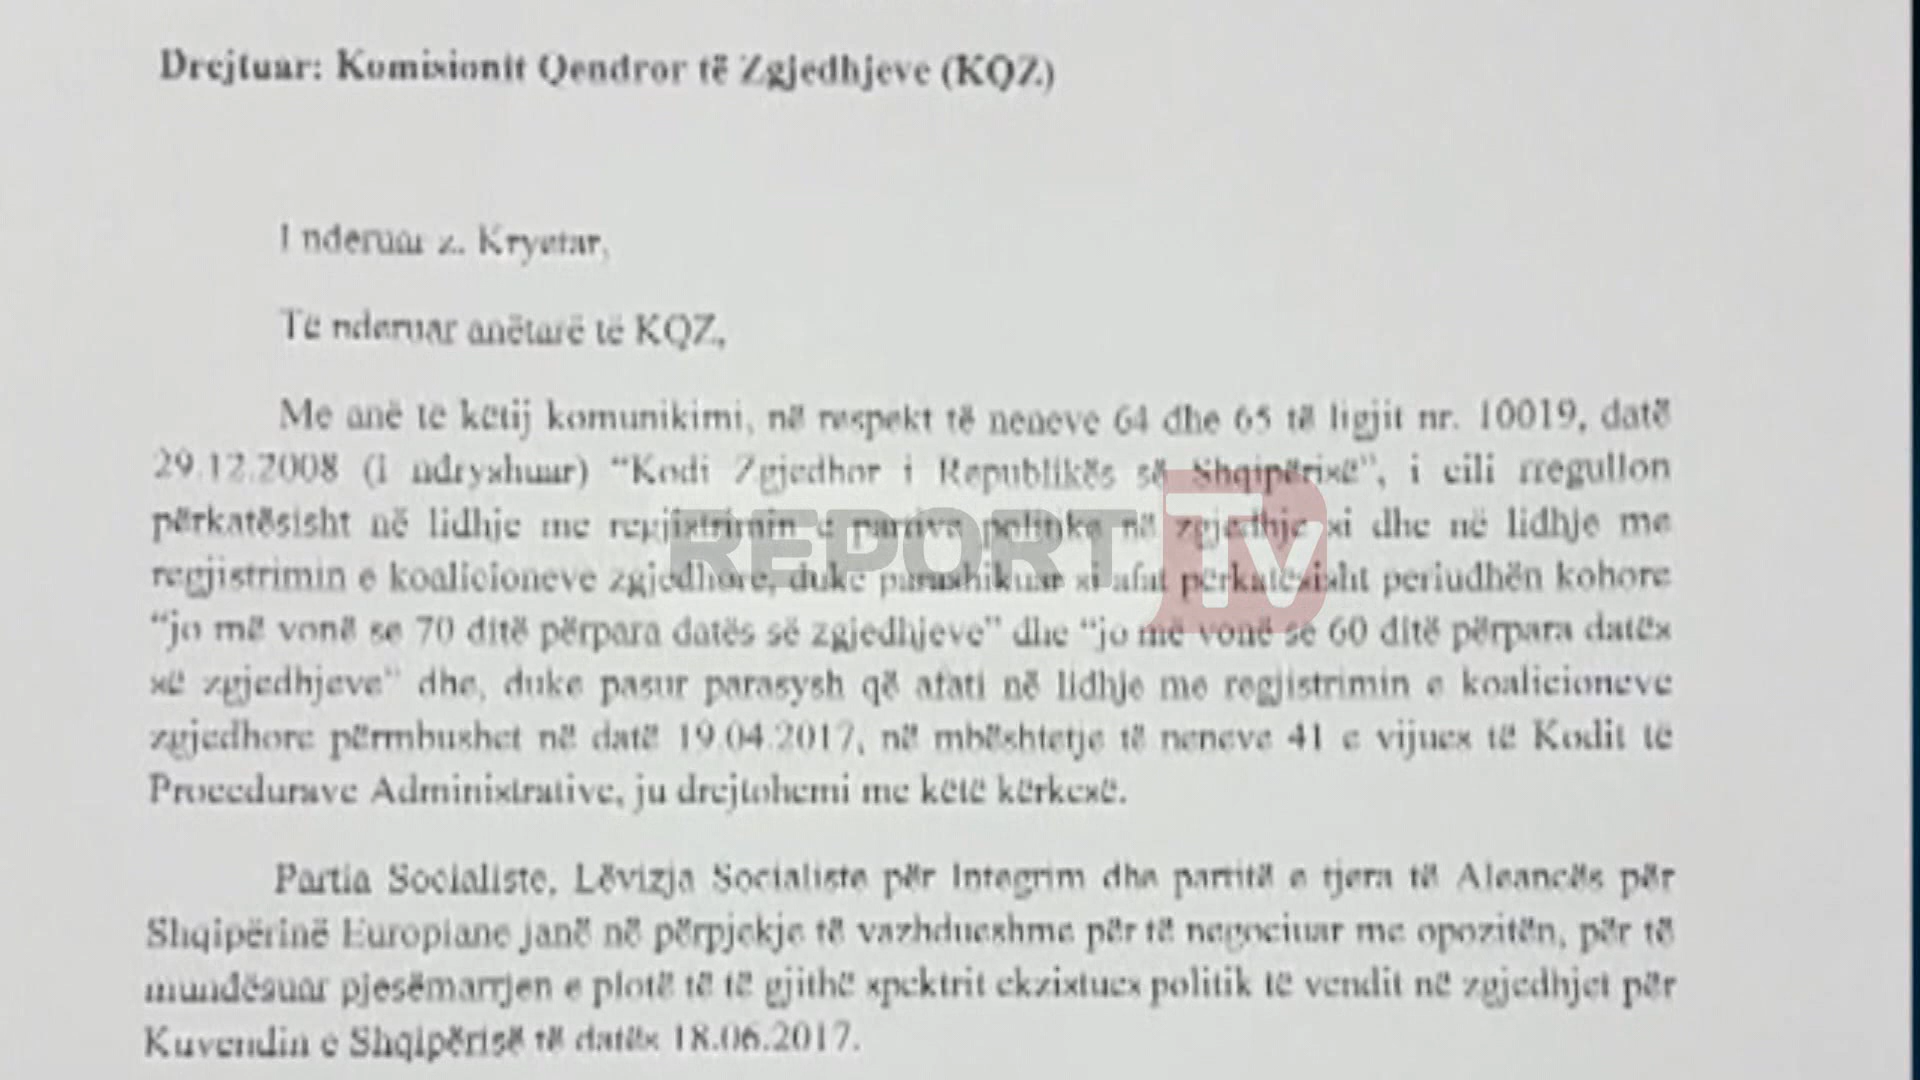 Drejtuar: Komisionit Qendror të Zgjedhjeve (KQZ)
I nderuar z. Kryetar,
Të nderuar anëtarë të KQZ,
Me anë të këtij komunikimi, në respekt të neneve 64 dhe 65 të ligjit nr. 10019, datë
29.12.2008 (i ndryshuar) “Kodi Zgjedhor i Republikës së Shqipërisë”, i cili rregullon
përkatësisht në lidhje me regjistrimin e partive politike në zgjedhje si dhe në lidhje me
regjistrimin e koalicioneve zgjedhore, duke parashikuar si afat përkatësisht periudhën kohore
“jo më vonë se 70 ditë përpara datës së zgjedhjeve” dhe “jo më vonë se 60 ditë përpara datës
së zgjedhjeve” dhe, duke pasur parasysh që afati në lidhje me regjistrimin e koalicioneve
zgjedhore përmbushet në datë 19.04.2017, në mbështetje të neneve 41 e vijues të Kodit të
Procedurave Administrative, ju drejtohemi me këtë kërkesë.
Partia Socialiste, Lëvizja Socialiste për Integrim dhe partitë e tjera të Aleancës për
Shqipërinë Europiane janë në përpjekje të vazhdueshme për të negociuar me opozitën, për të
mundësuar pjesëmarrjen e plotë të të gjithë spektrit ekzistues politik të vendit në zgjedhjet për
Kuvendin e Shqipërisë të datës 18.06.2017.
REPORT TV